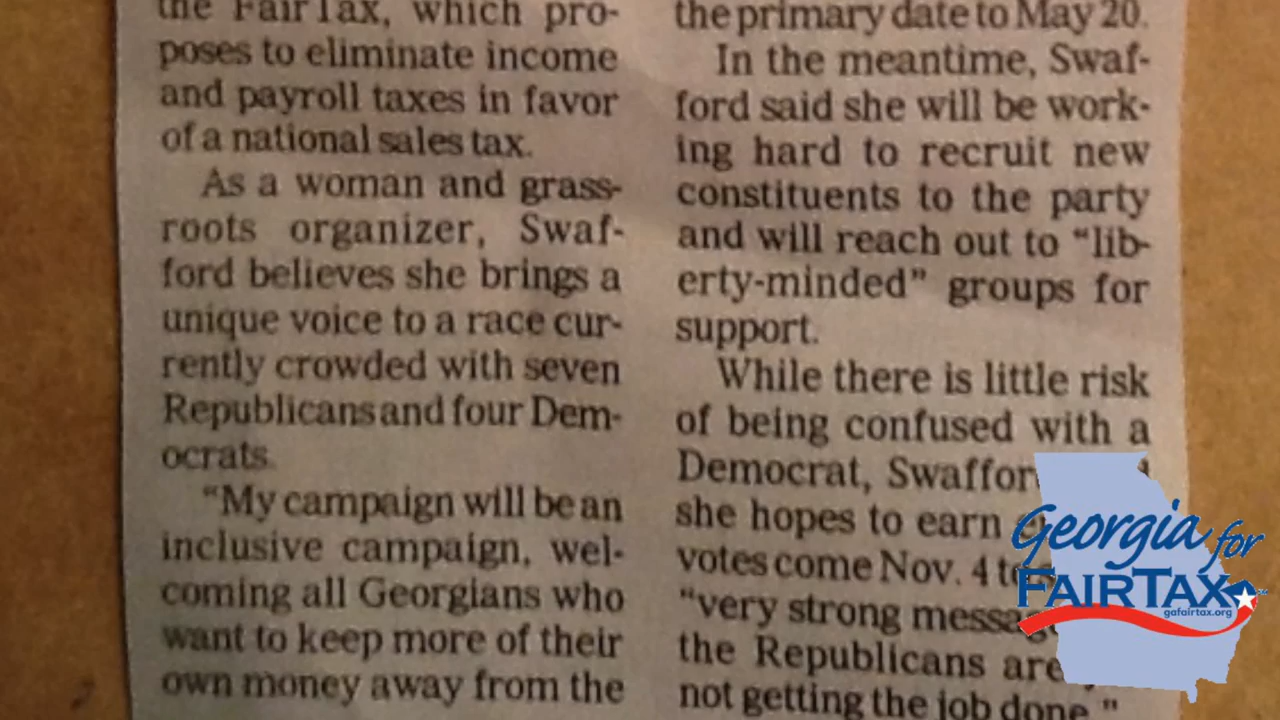 the FairTax, which pro-
poses to eliminate income
and payroll taxes in favor
of a national sales tax.
As a woman and grass-
roots organizer, Swaf-
ford believes she brings a
unique voice to a race cur-
rently crowded with seven
Republicans and four Dem-
ocrats.
"My campaign will be an
inclusive campaign, wel-
coming all Georgians who
want to keep more of their
own money away from the
the primary date to May 20.
In the meantime, Swaf-
ford said she will be work-
ing hard to recruit new
constituents to the party
and will reach out to "lib-
erty-minded" groups for
support.
While there is little risk
of being confused with a
Democrat, Swaffor
she hopes to earn
votes come Nov. 4
"very strong messag
the Republicans are
not getting the job done."
Georgia for
FAIRTAX
gafairtax.org